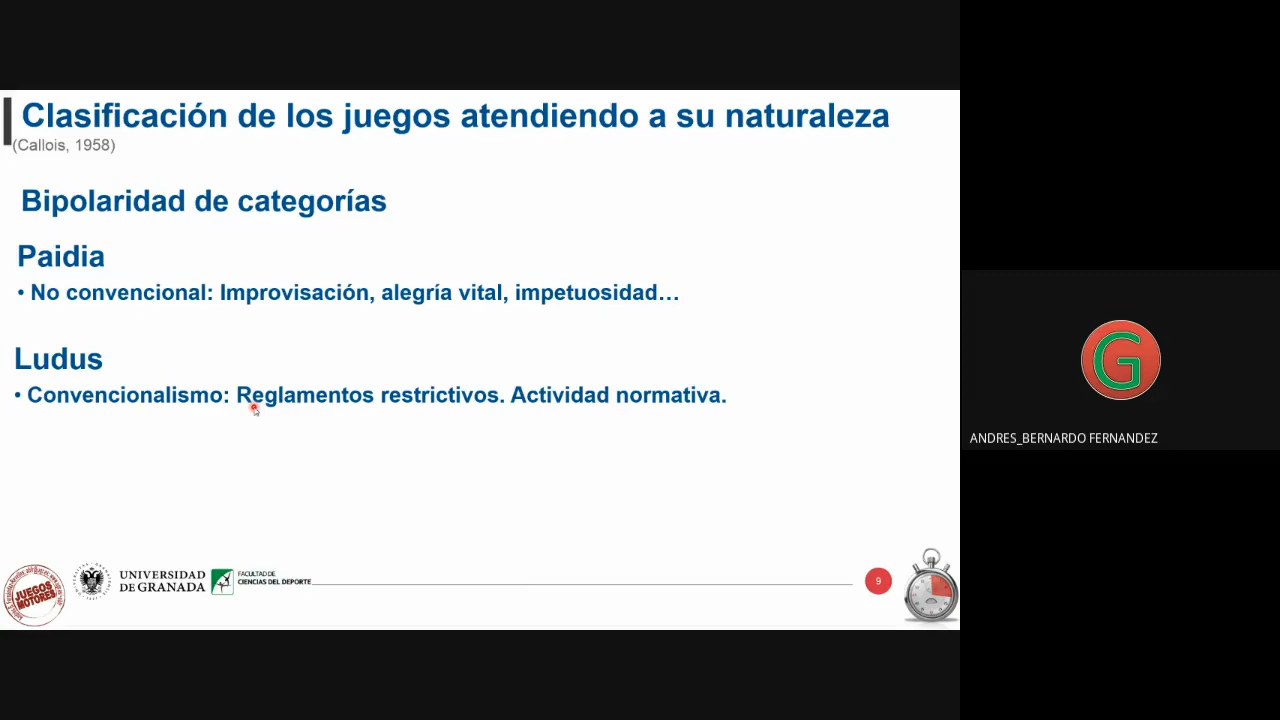 Clasificación de los juegos atendiendo a su naturaleza
(Callois, 1958)
Bipolaridad de categorías
Paidia
• No convencional: Improvisación, alegría vital, impetuosidad…
Ludus
• Convencionalismo: Reglamentos restrictivos. Actividad normativa.
JUEGOS
MOTORES
UNIVERSIDAD
DE GRANADA
FACULTAD DE
CIENCIAS DEL DEPORTE
9
G
ANDRES_BERNARDO FERNANDEZ